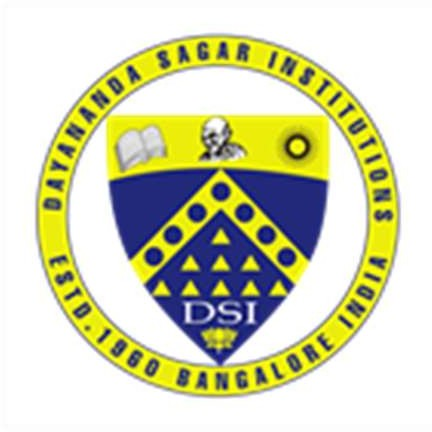 DAYANANDA SAGAR INSTITUTIONS
ESTD. 1960 BANGALORE INDIA
DSI